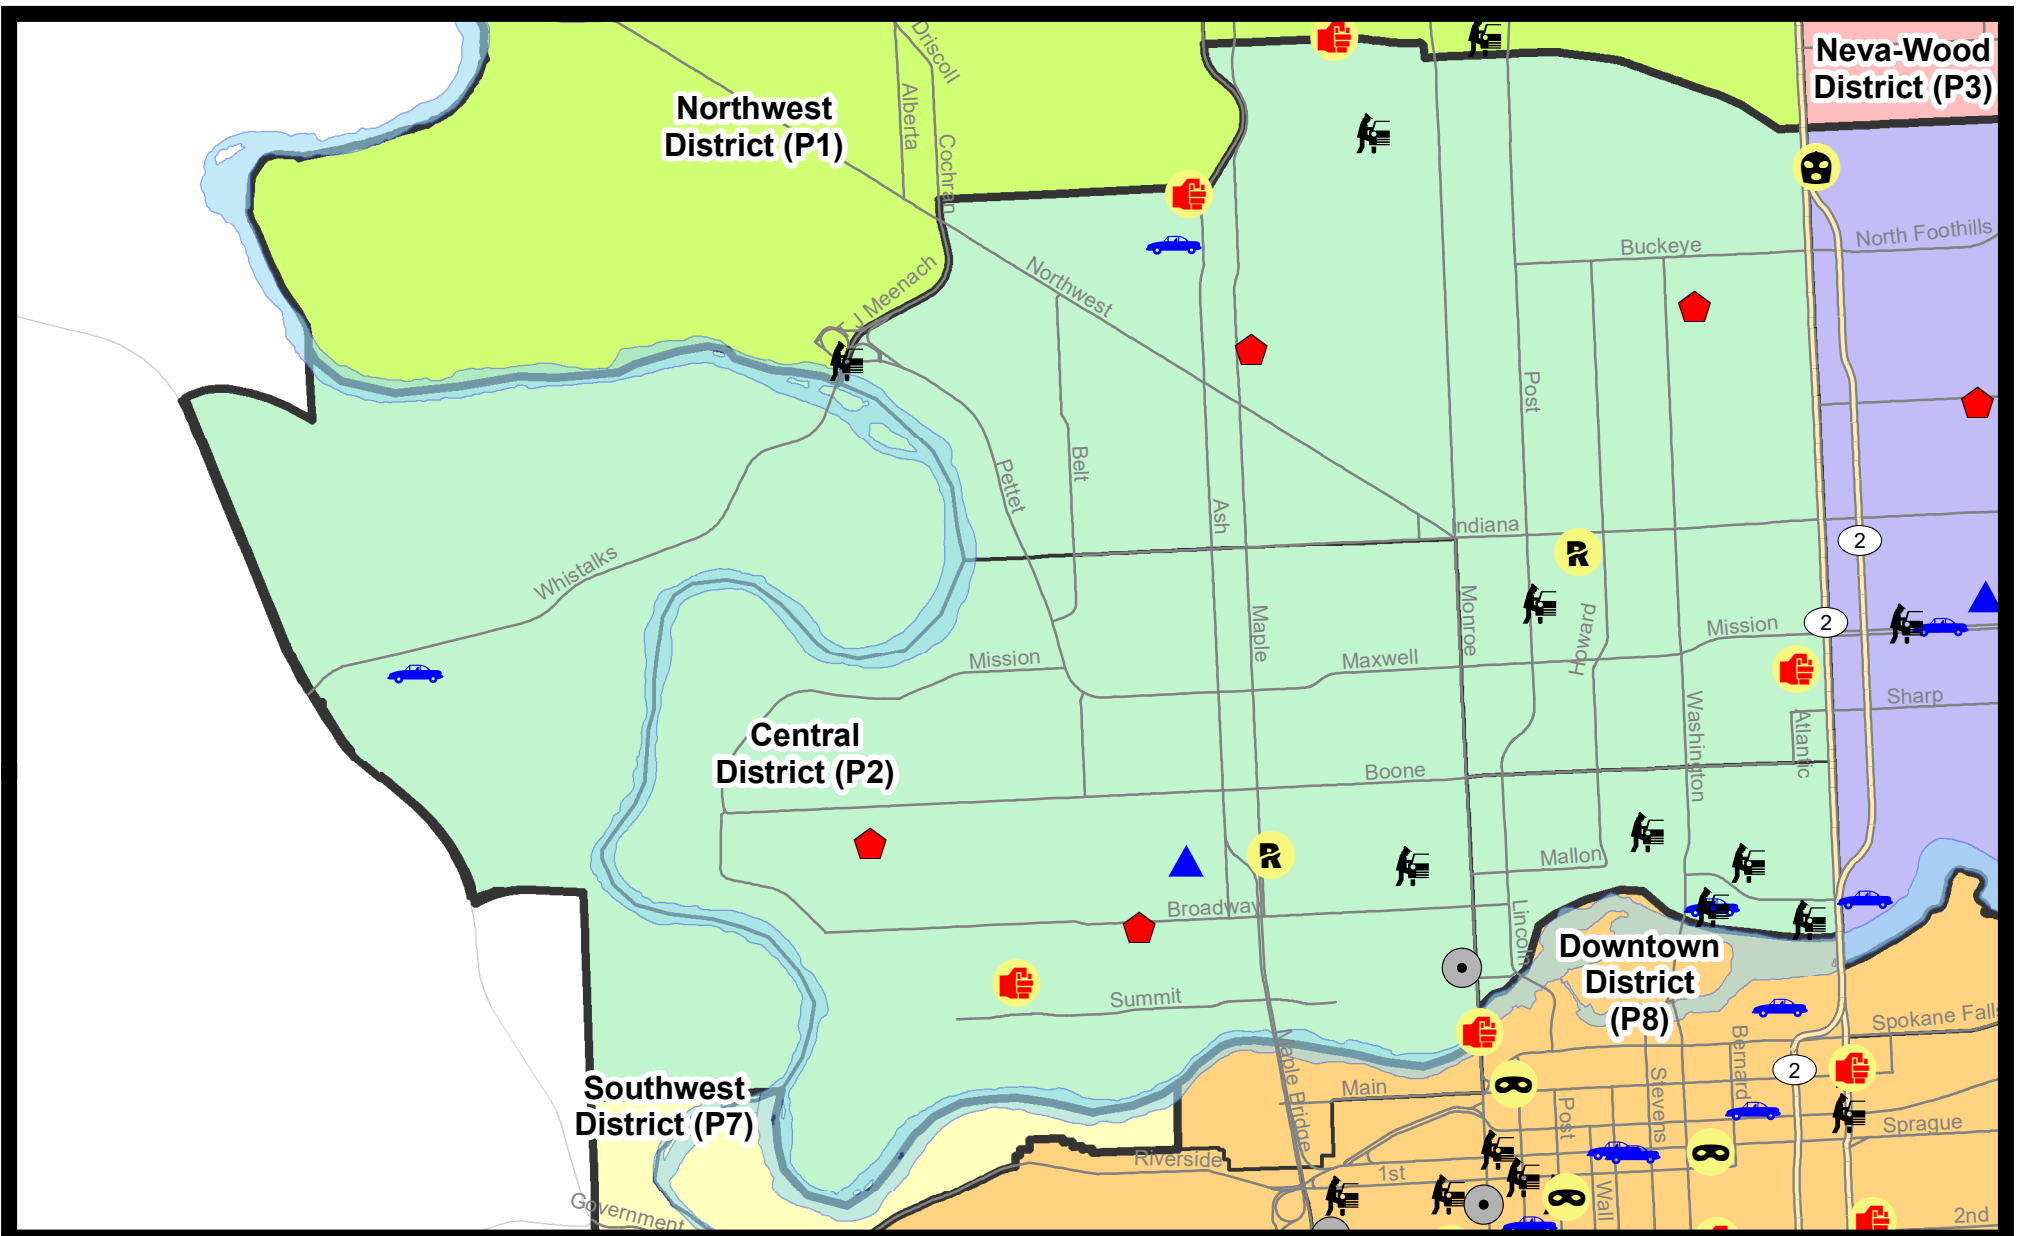 Neva-Wood
District (P3)
Northwest
District (P1)
Driscoll
Alberta
Cochran
North Foothills
Buckeye
T J Meenach
Northwest
Post
Belt
Pettet
Ash
Indiana
2
Whistalks
Maple
Monroe
Howard
Mission
2
Mission
Maxwell
Sharp
Washington
Atlantic
Central
District (P2)
Boone
Mallon
Broadway
Lincoln
Downtown
District
(P8)
Summit
Spokane Falls
Bernard
Maple Bridge
Stevens
2
Southwest
District (P7)
Main
Post
Sprague
Riverside
1st
Wall
Government
2nd